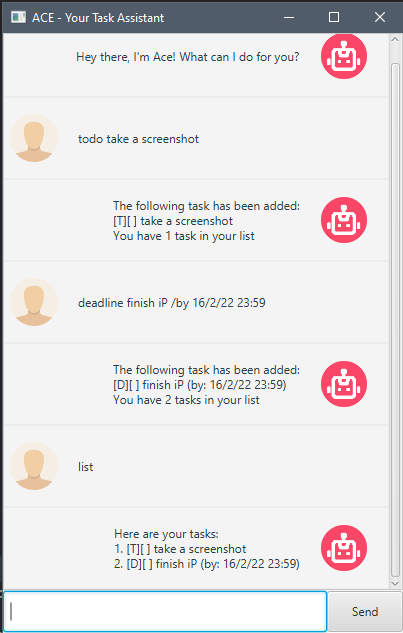 ACE - Your Task Assistant
Hey there, I'm Ace! What can I do for you?
todo take a screenshot
The following task has been added:
[T][ ] take a screenshot
You have 1 task in your list
deadline finish iP /by 16/2/22 23:59
The following task has been added:
[D][ ] finish iP (by: 16/2/22 23:59)
You have 2 tasks in your list
list
Here are your tasks:
1. [T][ ] take a screenshot
2. [D][ ] finish iP (by: 16/2/22 23:59)
Send